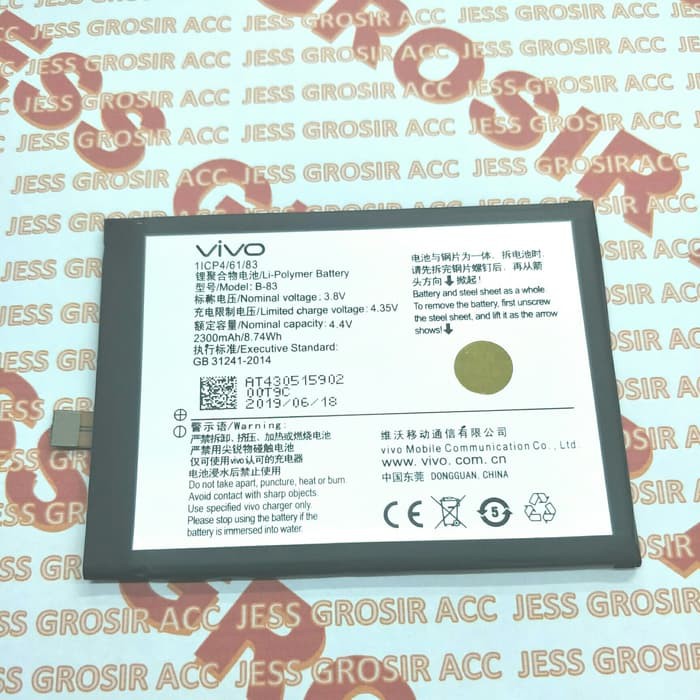 JESS GROSIR ACC
vivo
1ICP4/61/83
锂聚合物电池/Li-Polymer Battery
型号/Model: B-83
标称电压/Nominal voltage: 3.8V
充电限制电压/Limited charge voltage: 4.35V
额定容量/Nominal capacity: 4.4V
2300mAh/8.74Wh
执行标准/Executive Standard:
GB 31241-2014
AT430515902
00T9C
2019/06/18
电池与钢片为一体，拆电池时，
请先拆完钢片螺钉后，再从箭
头方向⬇掀起!
Battery and steel sheet as a whole
To remove the battery, first unscrew
the steel sheet, and lift it as the arrow
shows!⬇
警示语/Warning:
严禁拆卸、挤压、加热或燃烧电池
严禁用尖锐物碰触电池
仅可使用vivo认可的充电器
电池浸水后禁止使用
Do not take apart, puncture, heat or burn.
Avoid contact with sharp objects.
Use specified vivo charger only.
Stop using the battery if the
battery is immersed into water.
维沃移动通信有限公司
vivo Mobile Communication Co., Ltd.
www. vivo. com. cn
中国东莞 DONGGUAN, CHINA
CE
5